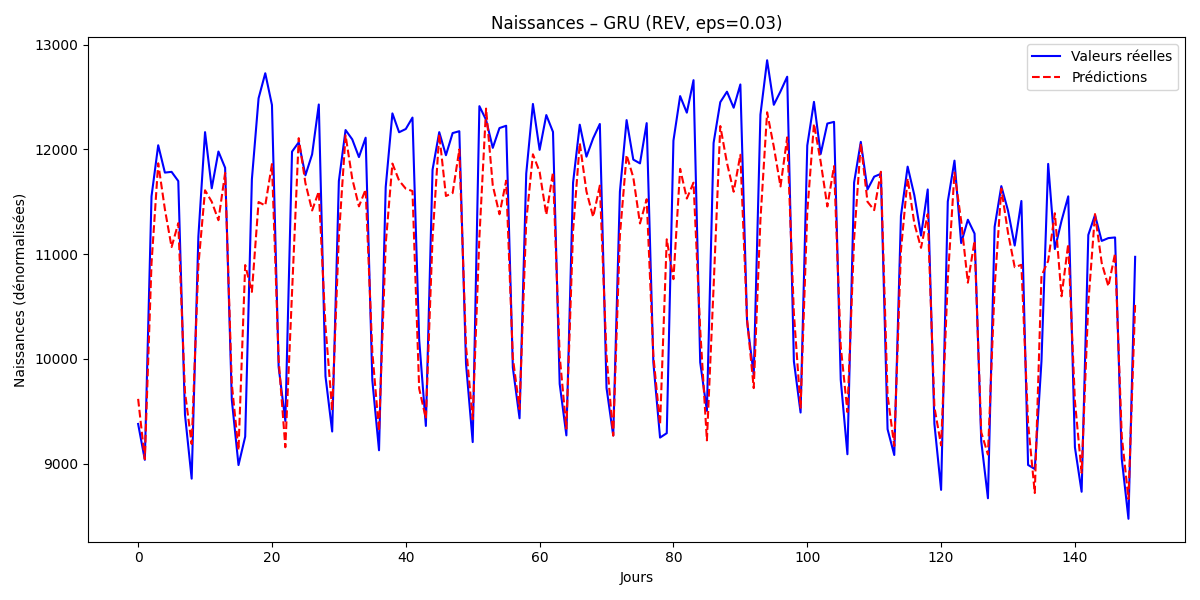 Naissances – GRU (REV, eps=0.03)
Valeurs réelles
Prédictions
13000
12000
11000
10000
9000
Naissances (dénormalisées)
0 20 40 60 80 100 120 140
Jours